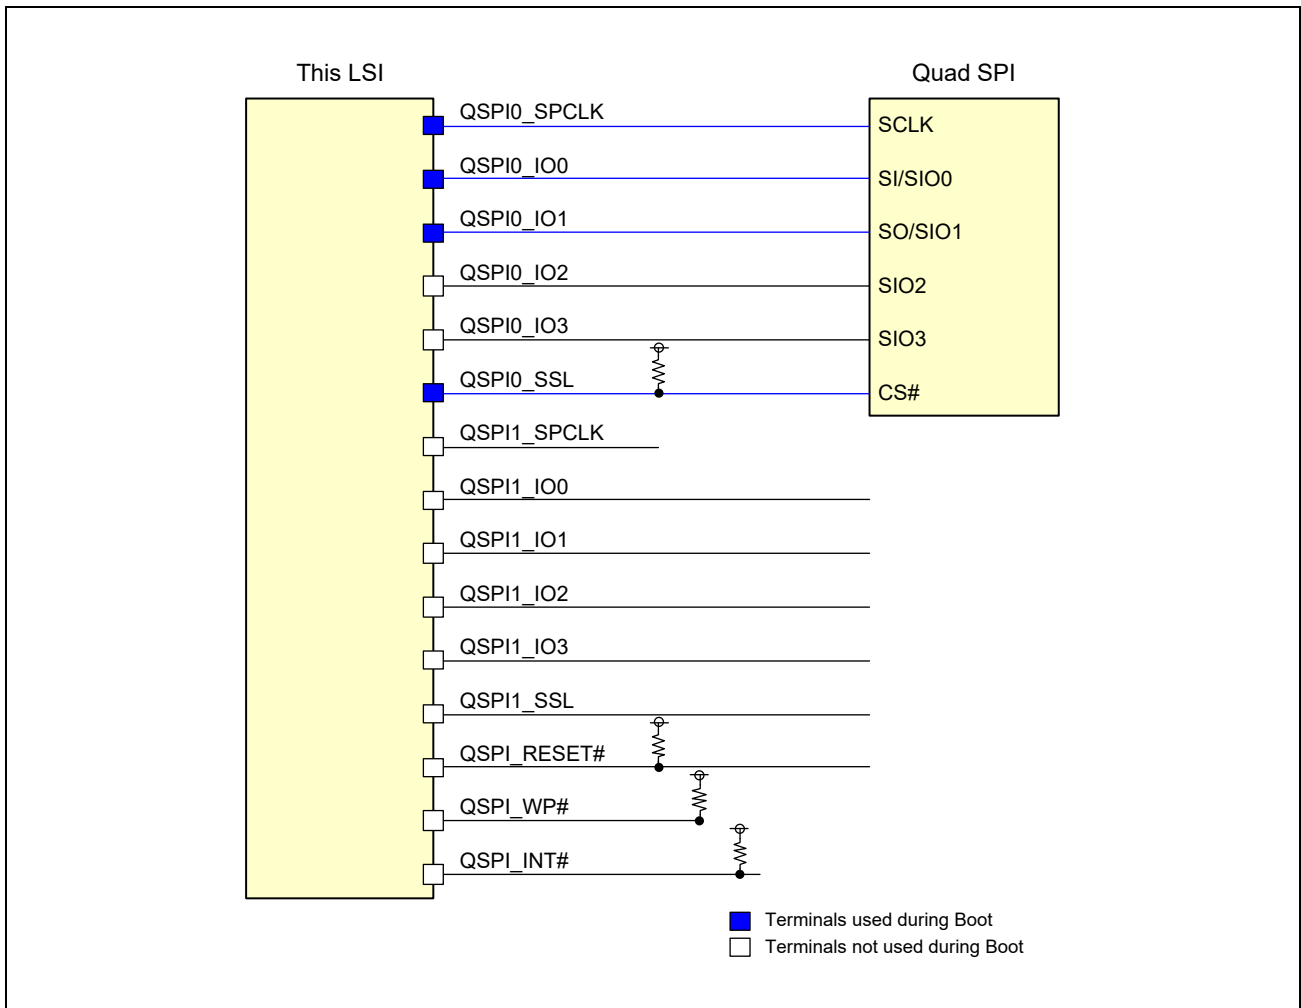 This LSI
Quad SPI
QSPI0_SPCLK
SCLK
QSPI0_IO0
SI/SIO0
QSPI0_IO1
SO/SIO1
QSPI0_IO2
SIO2
QSPI0_IO3
SIO3
QSPI0_SSL
CS#
QSPI1_SPCLK
QSPI1_IO0
QSPI1_IO1
QSPI1_IO2
QSPI1_IO3
QSPI1_SSL
QSPI_RESET#
QSPI_WP#
QSPI_INT#
Terminals used during Boot
Terminals not used during Boot